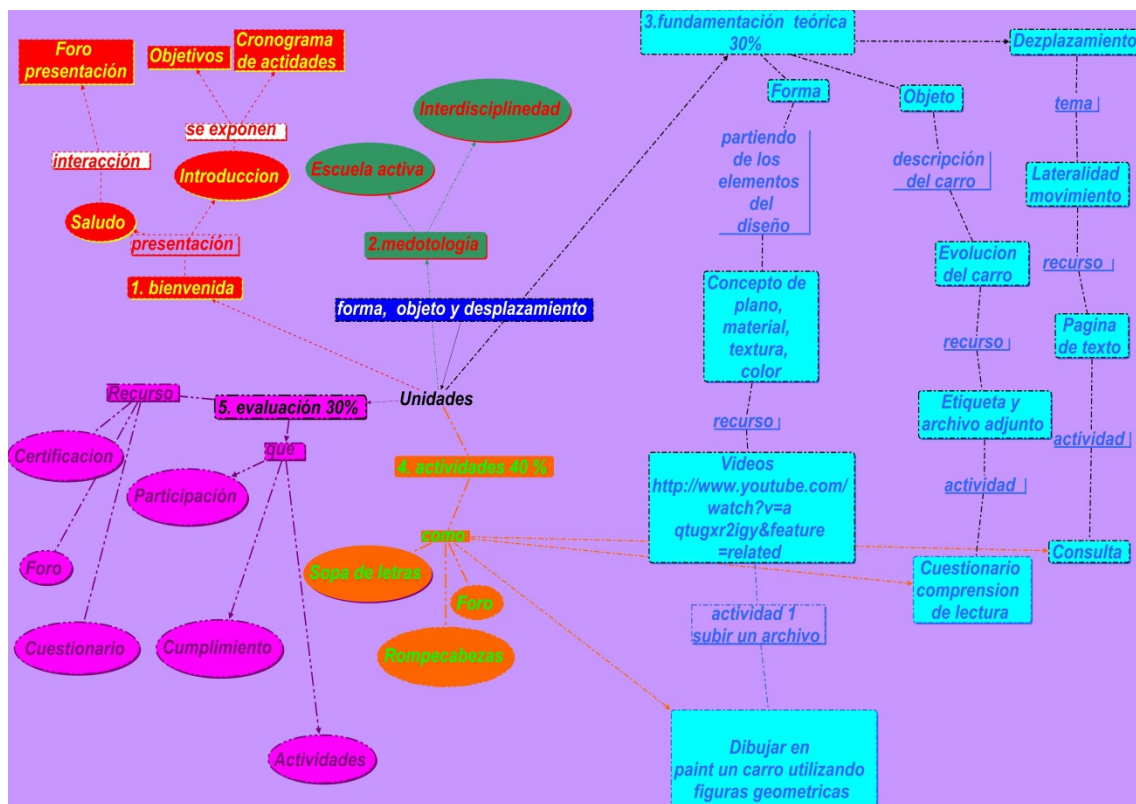 Foro
presentación
Objetivos
Cronograma
de actidades
se exponen
interacción
Introduccion
Saludo
presentación
1. bienvenida
Interdisciplinedad
Escuela activa
2.medotología
forma, objeto y desplazamiento
Unidades
3.fundamentación teórica
30%
Dezplazamiento
Forma
Objeto
tema
partiendo
de los
elementos
del
diseño
descripción
del carro
Lateralidad
movimiento
Concepto de
plano,
material,
textura,
color
Evolucion
del carro
recurso
Pagina
de texto
recurso
recurso
Etiqueta y
archivo adjunto
actividad
Videos
http://www.youtube.com/
watch?v=a
qtugxr2igy&feature
=related
actividad
Consulta
Cuestionario
comprension
de lectura
actividad 1
subir un archivo
Dibujar en
paint un carro utilizando
figuras geometricas
Recurso
5. evaluación 30%
Certificacion
que
Participación
Foro
Cuestionario
Cumplimiento
Actividades
4. actividades 40 %
como
Sopa de letras
Foro
Rompecabezas